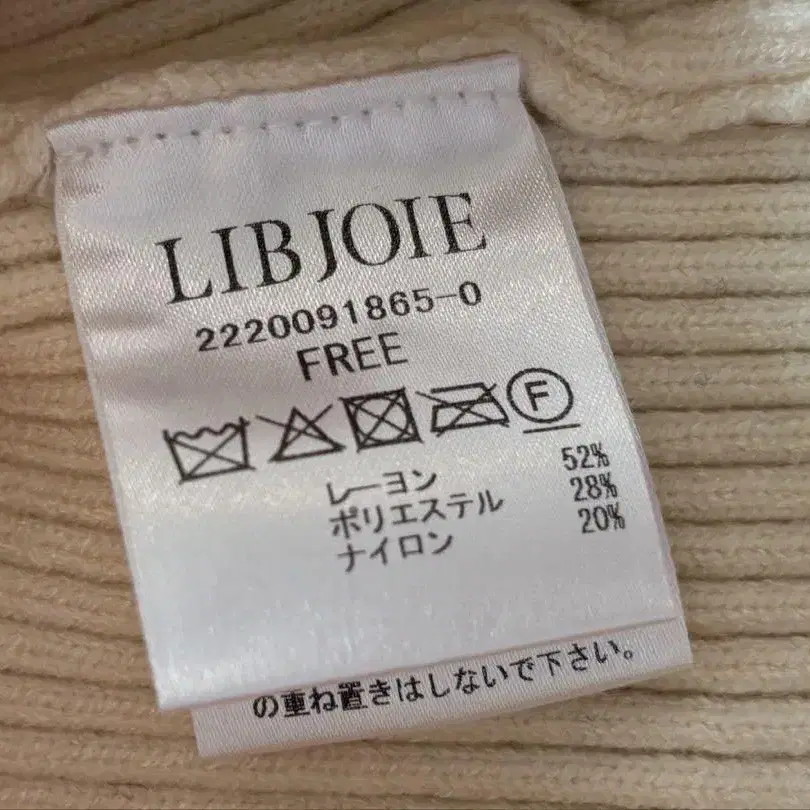 LIBJOIE
2220091865-0
FREE
F
レーヨン 52%
ポリエステル 28%
ナイロン 20%
の重ね置きはしないで下さい。